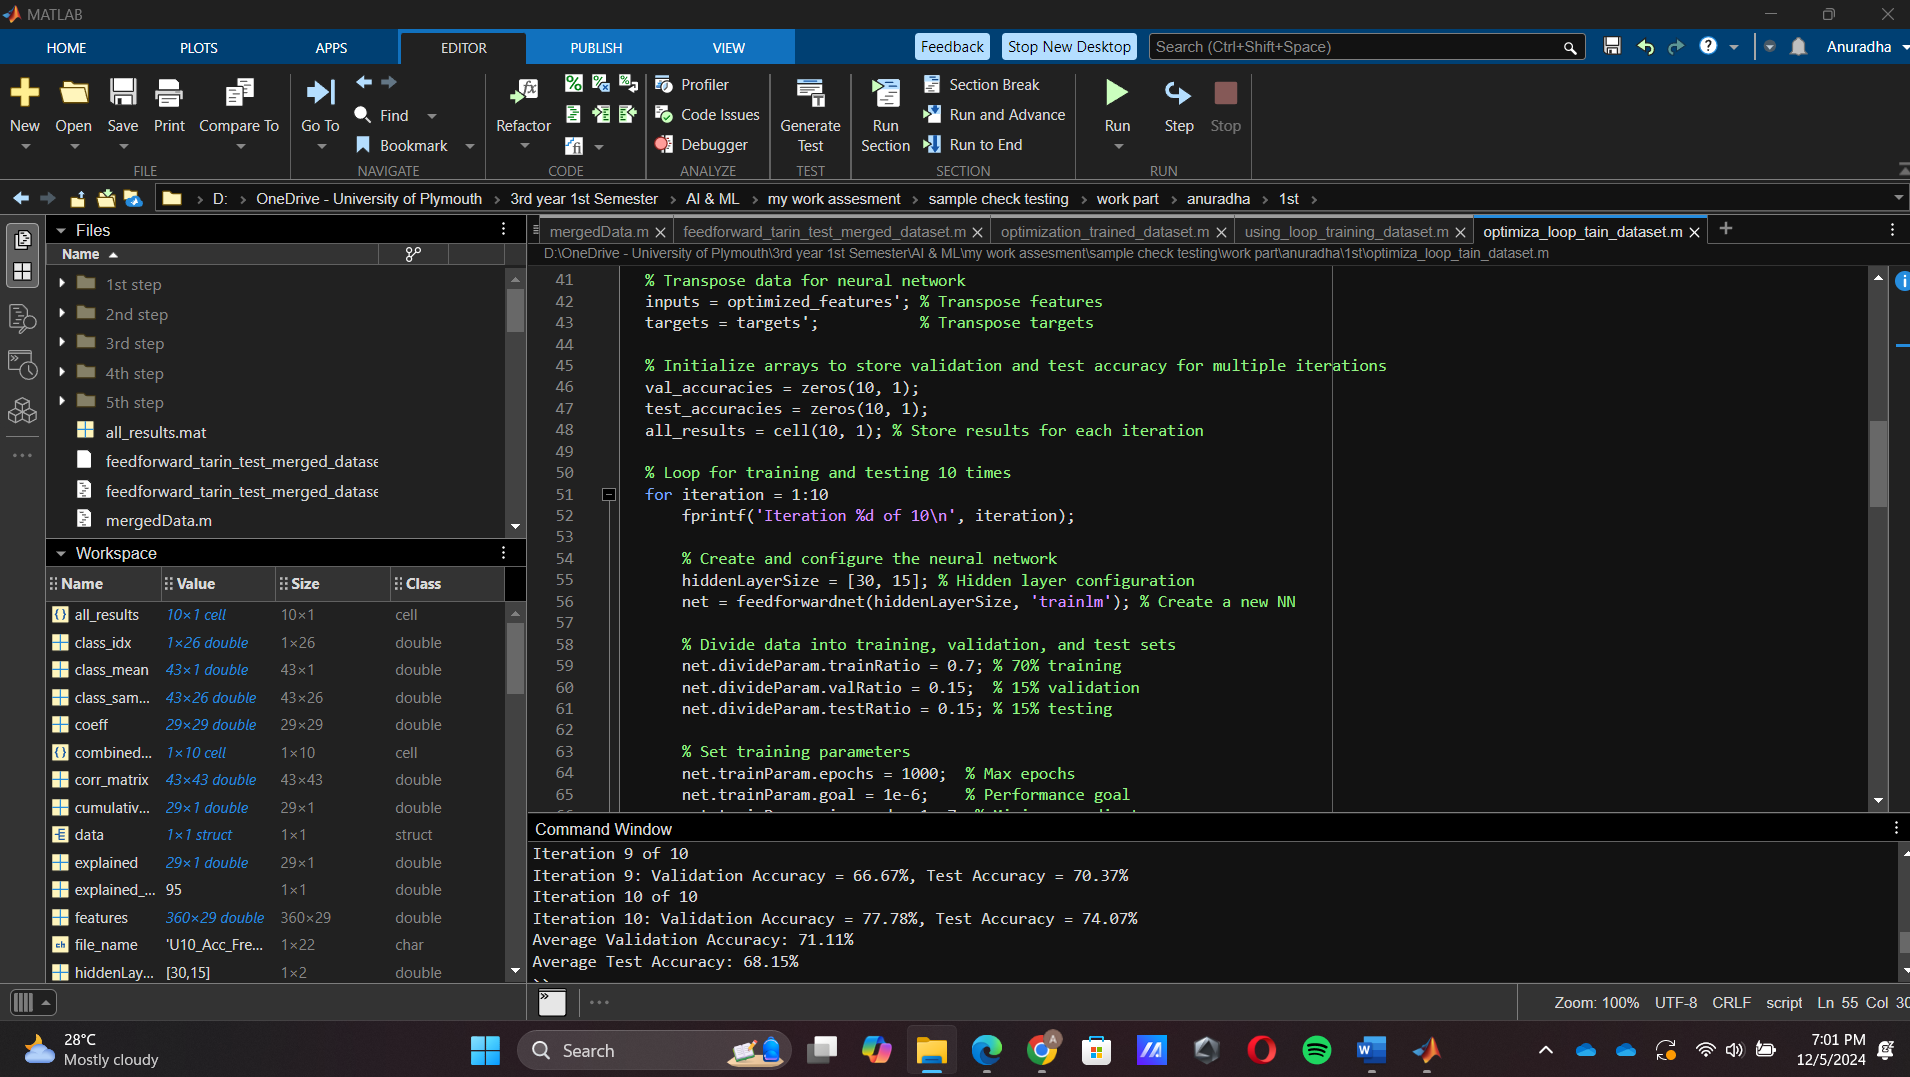 MATLAB
HOME PLOTS APPS EDITOR PUBLISH VIEW Feedback Stop New Desktop Search (Ctrl+Shift+Space) Anuradha
New Open Save Print Compare To Go To Find Bookmark Refactor Profiler Code Issues Debugger Generate Test Run Section Section Break Run and Advance Run to End Run Step Stop
FILE NAVIGATE CODE ANALYZE TEST SECTION RUN
D: OneDrive - University of Plymouth 3rd year 1st Semester AI & ML my work assesment sample check testing work part anuradha 1st
Files
Name
1st step
2nd step
3rd step
4th step
5th step
all_results.mat
feedforward_tarin_test_merged_datase
feedforward_tarin_test_merged_datase
mergedData.m
Workspace
Name Value Size Class
all_results 10×1 cell 10×1 cell
class_idx 1×26 double 1×26 double
class_mean 43×1 double 43×1 double
class_sam... 43×26 double 43×26 double
coeff 29×29 double 29×29 double
combined... 1×10 cell 1×10 cell
corr_matrix 43×43 double 43×43 double
cumulativ... 29×1 double 29×1 double
data 1×1 struct 1×1 struct
explained 29×1 double 29×1 double
explained_... 95 1×1 double
features 360×29 double 360×29 double
file_name 'U10_Acc_Fre... 1×22 char
hiddenLay... [30,15] 1×2 double
mergedData.m feedforward_tarin_test_merged_dataset.m optimization_trained_dataset.m using_loop_training_dataset.m optimiza_loop_tain_dataset.m
D:\OneDrive - University of Plymouth\3rd year 1st Semester\AI & ML\my work assesment\sample check testing\work part\anuradha\1st\optimiza_loop_tain_dataset.m
41 % Transpose data for neural network
42 inputs = optimized_features'; % Transpose features
43 targets = targets'; % Transpose targets
44
45 % Initialize arrays to store validation and test accuracy for multiple iterations
46 val_accuracies = zeros(10, 1);
47 test_accuracies = zeros(10, 1);
48 all_results = cell(10, 1); % Store results for each iteration
49
50 % Loop for training and testing 10 times
51 for iteration = 1:10
52 fprintf('Iteration %d of 10\n', iteration);
53
54 % Create and configure the neural network
55 hiddenLayerSize = [30, 15]; % Hidden layer configuration
56 net = feedforwardnet(hiddenLayerSize, 'trainlm'); % Create a new NN
57
58 % Divide data into training, validation, and test sets
59 net.divideParam.trainRatio = 0.7; % 70% training
60 net.divideParam.valRatio = 0.15; % 15% validation
61 net.divideParam.testRatio = 0.15; % 15% testing
62
63 % Set training parameters
64 net.trainParam.epochs = 1000; % Max epochs
65 net.trainParam.goal = 1e-6; % Performance goal
Command Window
Iteration 9 of 10
Iteration 9: Validation Accuracy = 66.67%, Test Accuracy = 70.37%
Iteration 10 of 10
Iteration 10: Validation Accuracy = 77.78%, Test Accuracy = 74.07%
Average Validation Accuracy: 71.11%
Average Test Accuracy: 68.15%
Zoom: 100% UTF-8 CRLF script Ln 55 Col 30
28°C
Mostly cloudy
Search
7:01 PM
12/5/2024